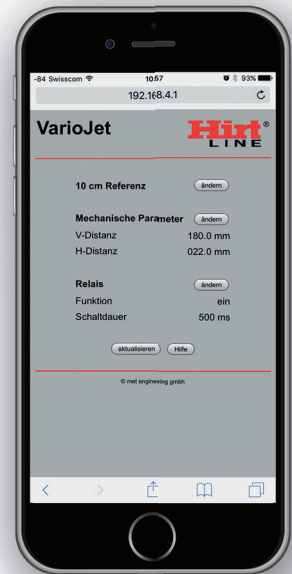 -84 Swisscom 10:57 93%
192.168.4.1
VarioJet Hirt®
LINE
10 cm Referenz ändern
Mechanische Parameter ändern
V-Distanz 180.0 mm
H-Distanz 022.0 mm
Relais ändern
Funktion ein
Schaltdauer 500 ms
aktualisieren Hilfe
© met engineering gmbh